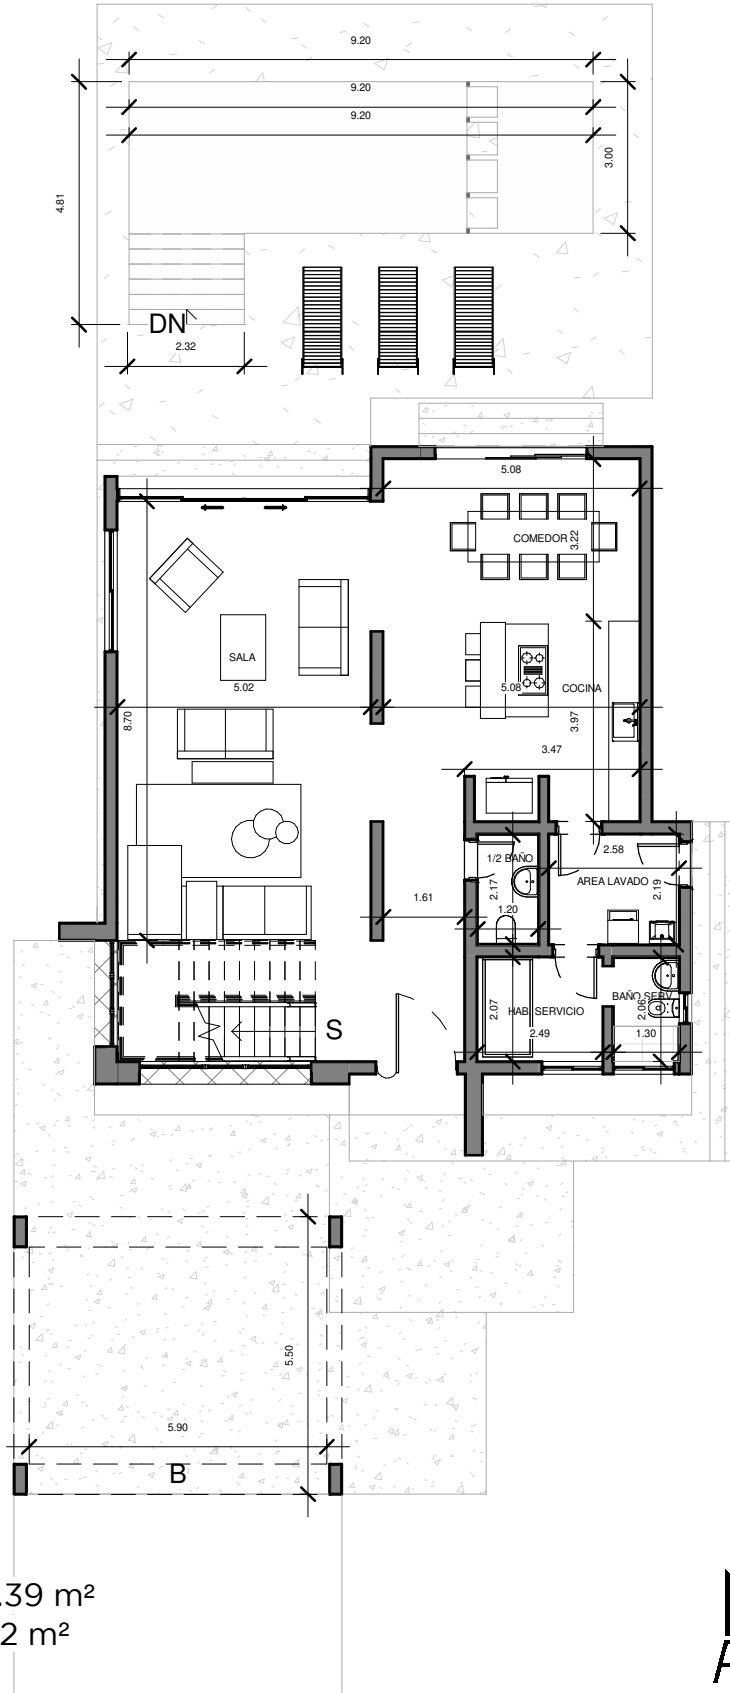 9.20
9.20
9.20
3.00
4.81
DN
2.32
5.08
COMEDOR
3.22
SALA
5.02
5.08
COCINA
8.70
3.97
3.47
2.58
1/2 BAÑO
AREA LAVADO
2.17
2.19
1.61
1.20
2.07
HAB. SERVICIO
BAÑO SERV.
2.06
2.49
1.30
S
5.50
5.90
B
.39 m²
2 m²